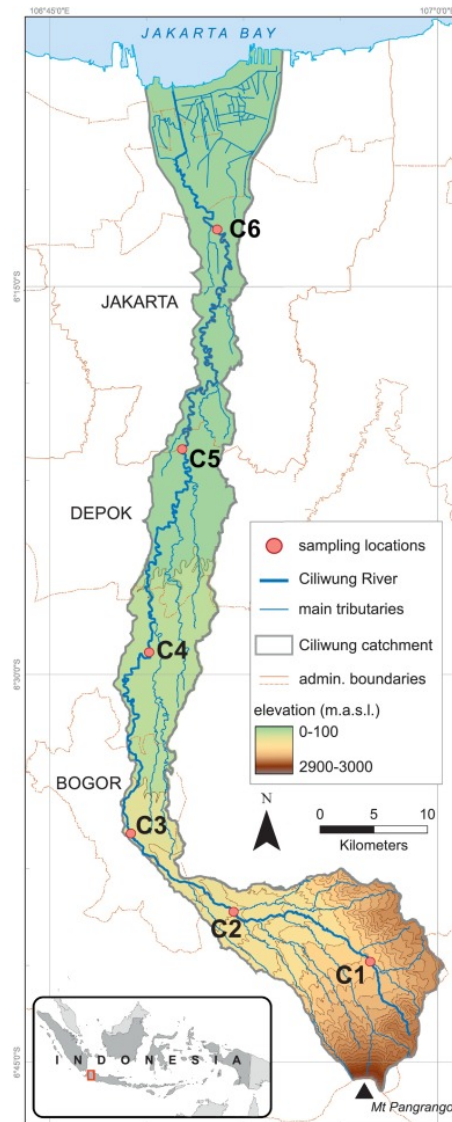 106°45'0"E
107°0'0"E
JAKARTA BAY
C6
6°15'0"S
JAKARTA
C5
DEPOK
sampling locations
Ciliwung River
main tributaries
Ciliwung catchment
admin. boundaries
elevation (m.a.s.l.)
0-100
2900-3000
C4
6°30'0"S
BOGOR
C3
N
0 5 10
Kilometers
C2
C1
INDONESIA
6°45'0"S
Mt Pangrango